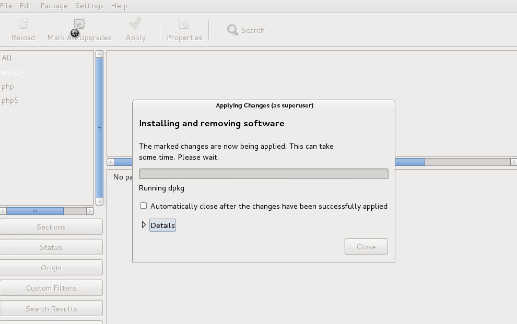 File Edit Package Settings Help
Reload Mark All Upgrades Apply Properties Search
All
mysql-
php
php5
Applying Changes (as superuser)
Installing and removing software
The marked changes are now being applied. This can take
some time. Please wait.
No pa
Running dpkg
Automatically close after the changes have been successfully applied
Details
Close
Sections
Status
Origin
Custom Filters
Search Results